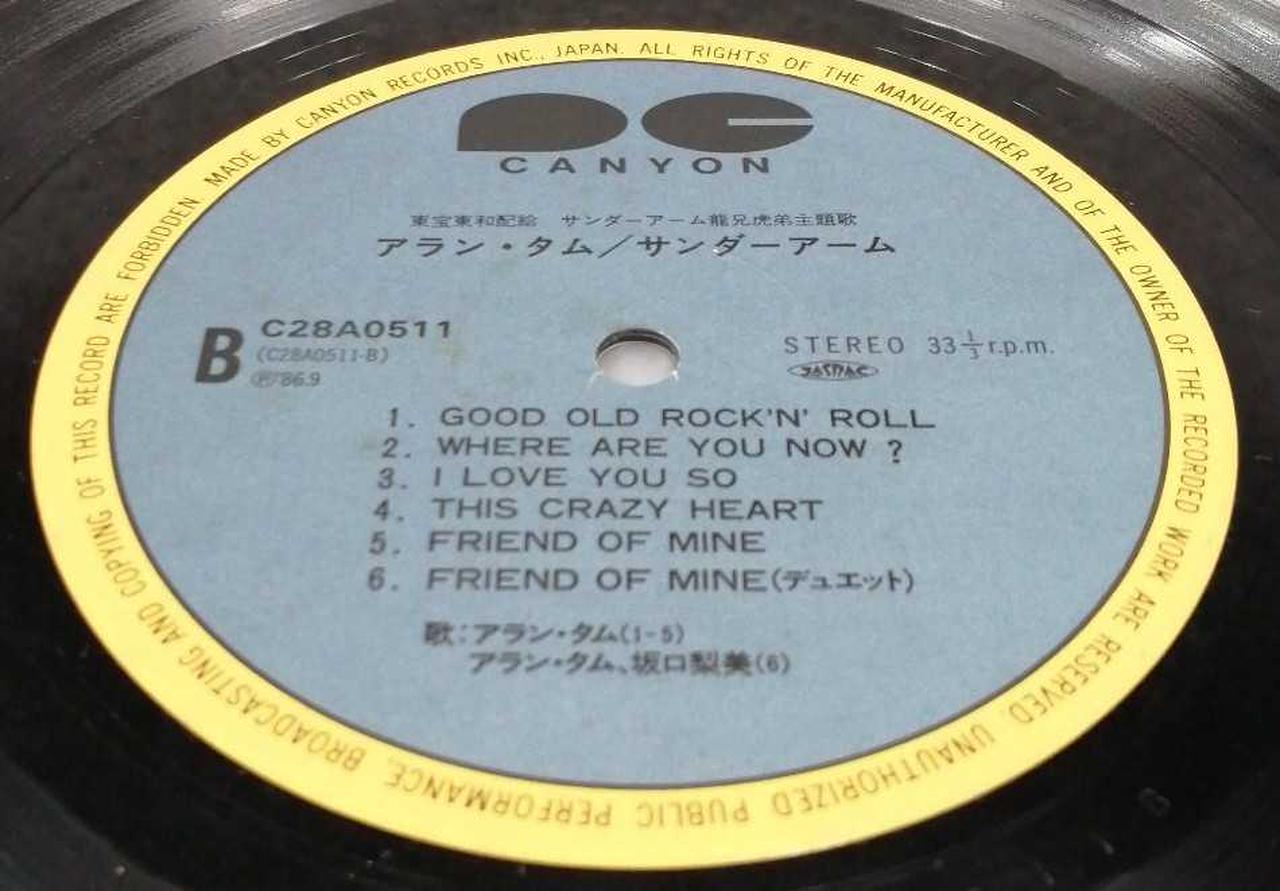 MADE BY CANYON RECORDS INC., JAPAN. ALL RIGHTS OF THE MANUFACTURER AND OF THE OWNER OF THE RECORDED WORK ARE RESERVED. UNAUTHORIZED PUBLIC PERFORMANCE, BROADCASTING AND COPYING OF THIS RECORD ARE FORBIDDEN.
CANYON
東宝東和配給 サンダーアーム龍兄虎弟主題歌
アラン・タム/サンダーアーム
B
C28A0511
(C28A0511-B)
Ⓟ'86.9
STEREO 33 1/3 r.p.m.
JASRAC
1. GOOD OLD ROCK'N' ROLL
2. WHERE ARE YOU NOW ?
3. I LOVE YOU SO
4. THIS CRAZY HEART
5. FRIEND OF MINE
6. FRIEND OF MINE(デュエット)
歌:アラン・タム(1-5)
アラン・タム、坂口梨美(6)